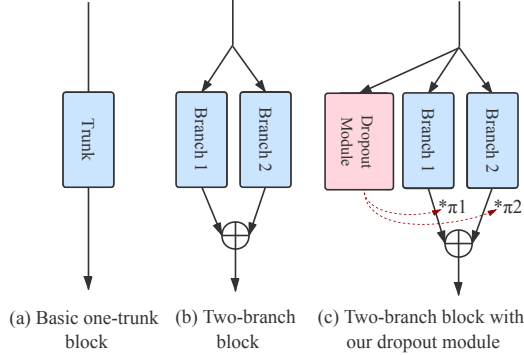 Trunk
Branch 1
Branch 2
Dropout
Module
Branch 1
Branch 2
*π1
*π2
(a) Basic one-trunk
block
(b) Two-branch
block
(c) Two-branch block with
our dropout module